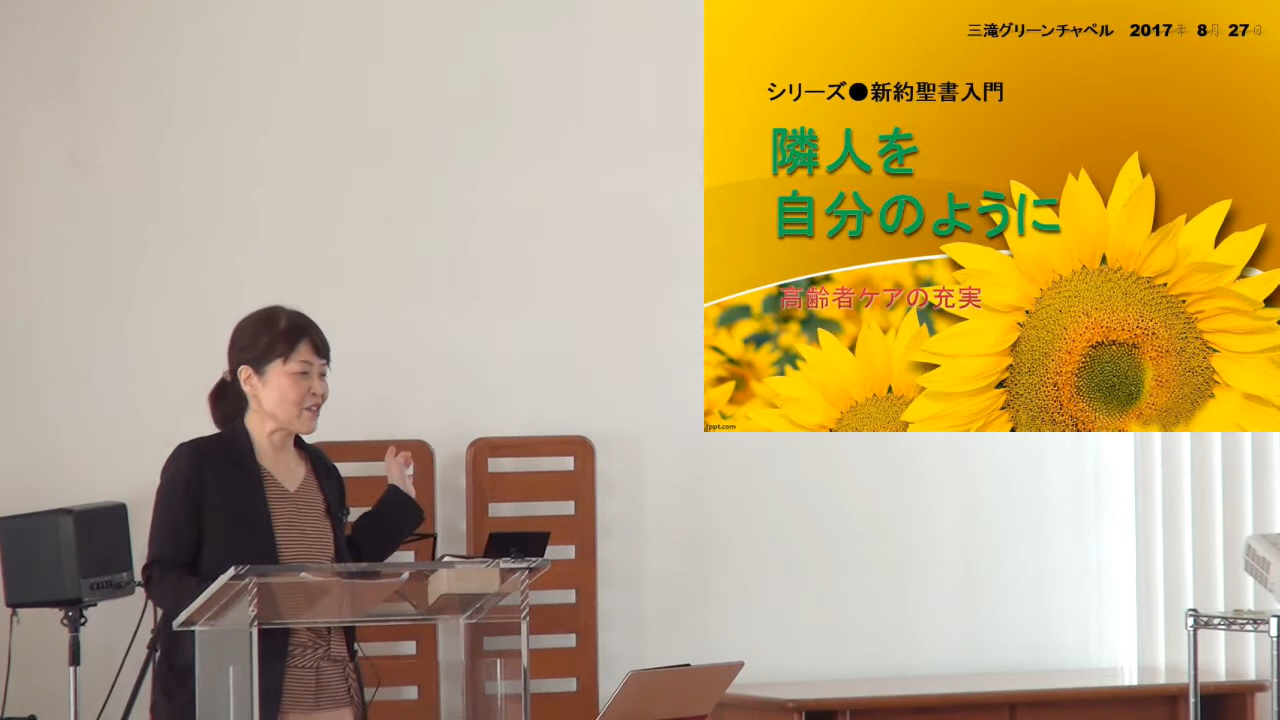 三滝グリーンチャペル 2017年 8月 27日
シリーズ●新約聖書入門
隣人を
自分のように
高齢者ケアの充実
fppt.com